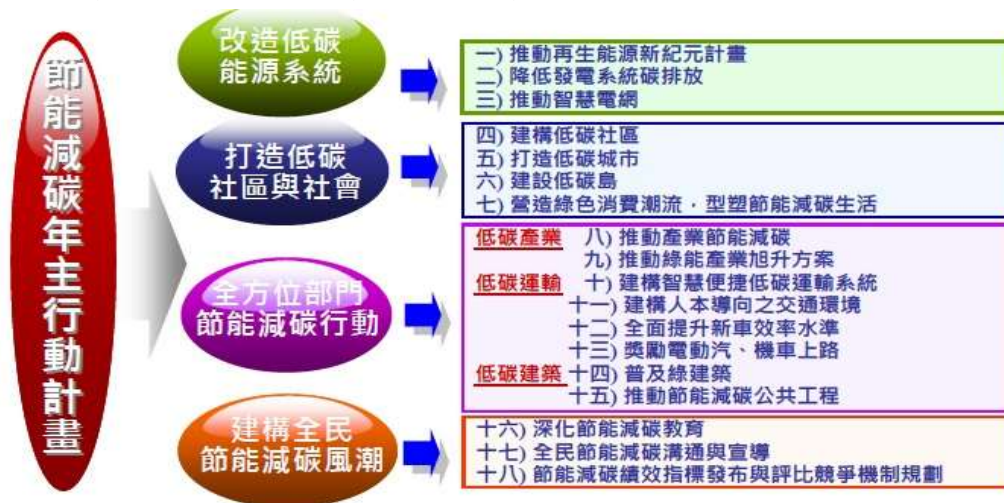 節能減碳年主行動計畫
改造低碳
能源系統
一) 推動再生能源新紀元計畫
二) 降低發電系統碳排放
三) 推動智慧電網
打造低碳
社區與社會
四) 建構低碳社區
五) 打造低碳城市
六) 建設低碳島
七) 營造綠色消費潮流，型塑節能減碳生活
全方位部門
節能減碳行動
低碳產業 八) 推動產業節能減碳
九) 推動綠能產業旭升方案
低碳運輸 十) 建構智慧便捷低碳運輸系統
十一) 建構人本導向之交通環境
十二) 全面提升新車效率水準
十三) 獎勵電動汽、機車上路
低碳建築 十四) 普及綠建築
十五) 推動節能減碳公共工程
建構全民
節能減碳風潮
十六) 深化節能減碳教育
十七) 全民節能減碳溝通與宣導
十八) 節能減碳績效指標發布與評比競爭機制規劃